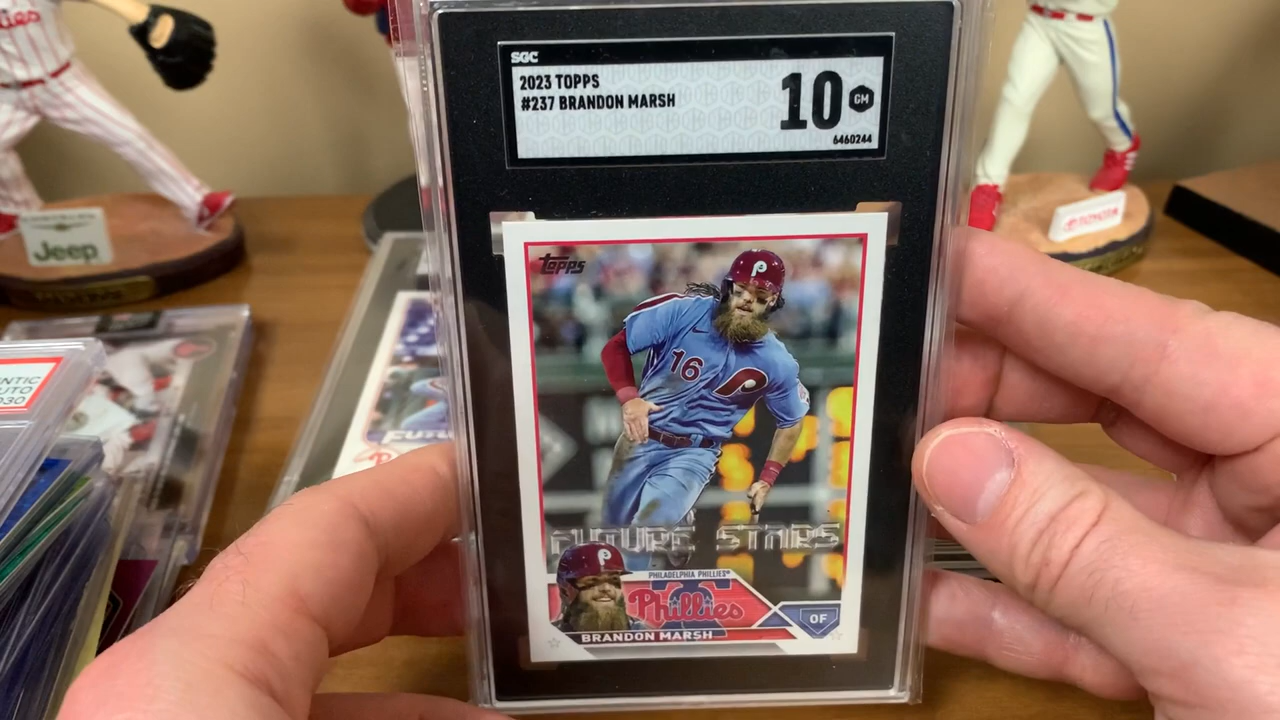 SGC
2023 TOPPS
#237 BRANDON MARSH
10
GM
6460244
Topps
P
16
P
FUTURE STARS
P
PHILADELPHIA PHILLIES
Phillies
OF
BRANDON MARSH
Jeep
TOYOTA